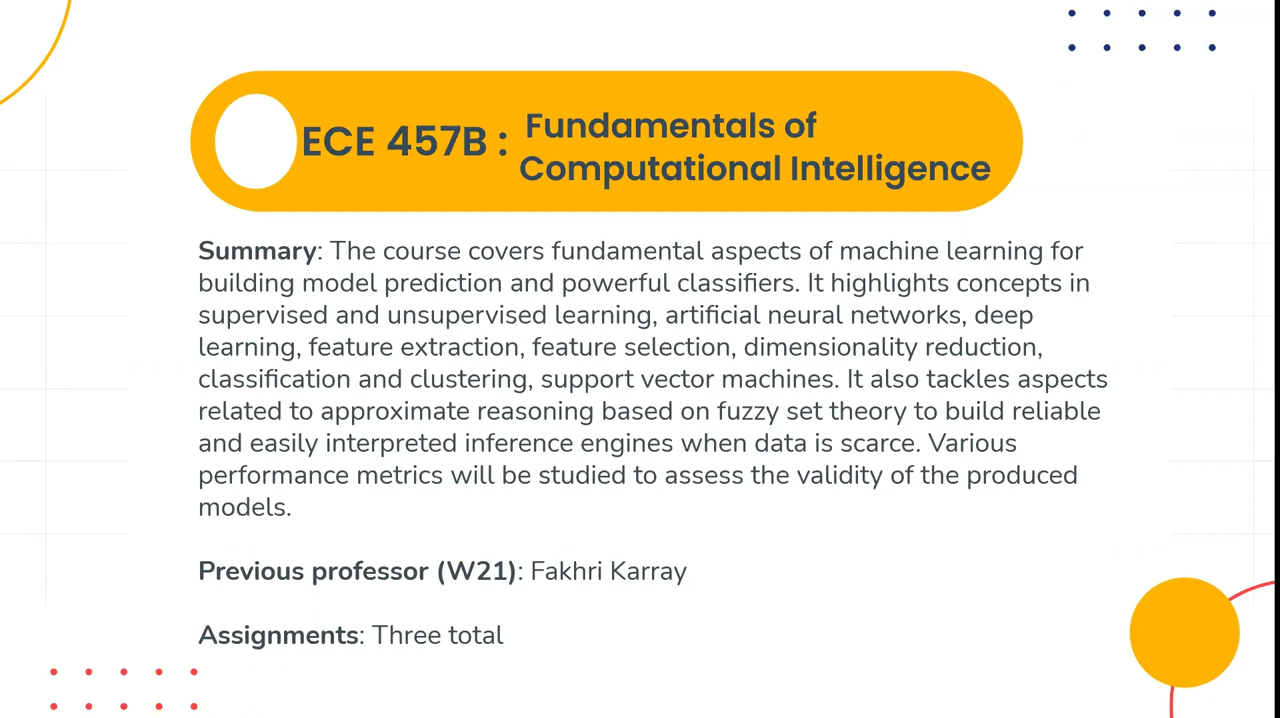 ECE 457B :
Fundamentals of
Computational Intelligence
Summary: The course covers fundamental aspects of machine learning for
building model prediction and powerful classifiers. It highlights concepts in
supervised and unsupervised learning, artificial neural networks, deep
learning, feature extraction, feature selection, dimensionality reduction,
classification and clustering, support vector machines. It also tackles aspects
related to approximate reasoning based on fuzzy set theory to build reliable
and easily interpreted inference engines when data is scarce. Various
performance metrics will be studied to assess the validity of the produced
models.
Previous professor (W21): Fakhri Karray
Assignments: Three total